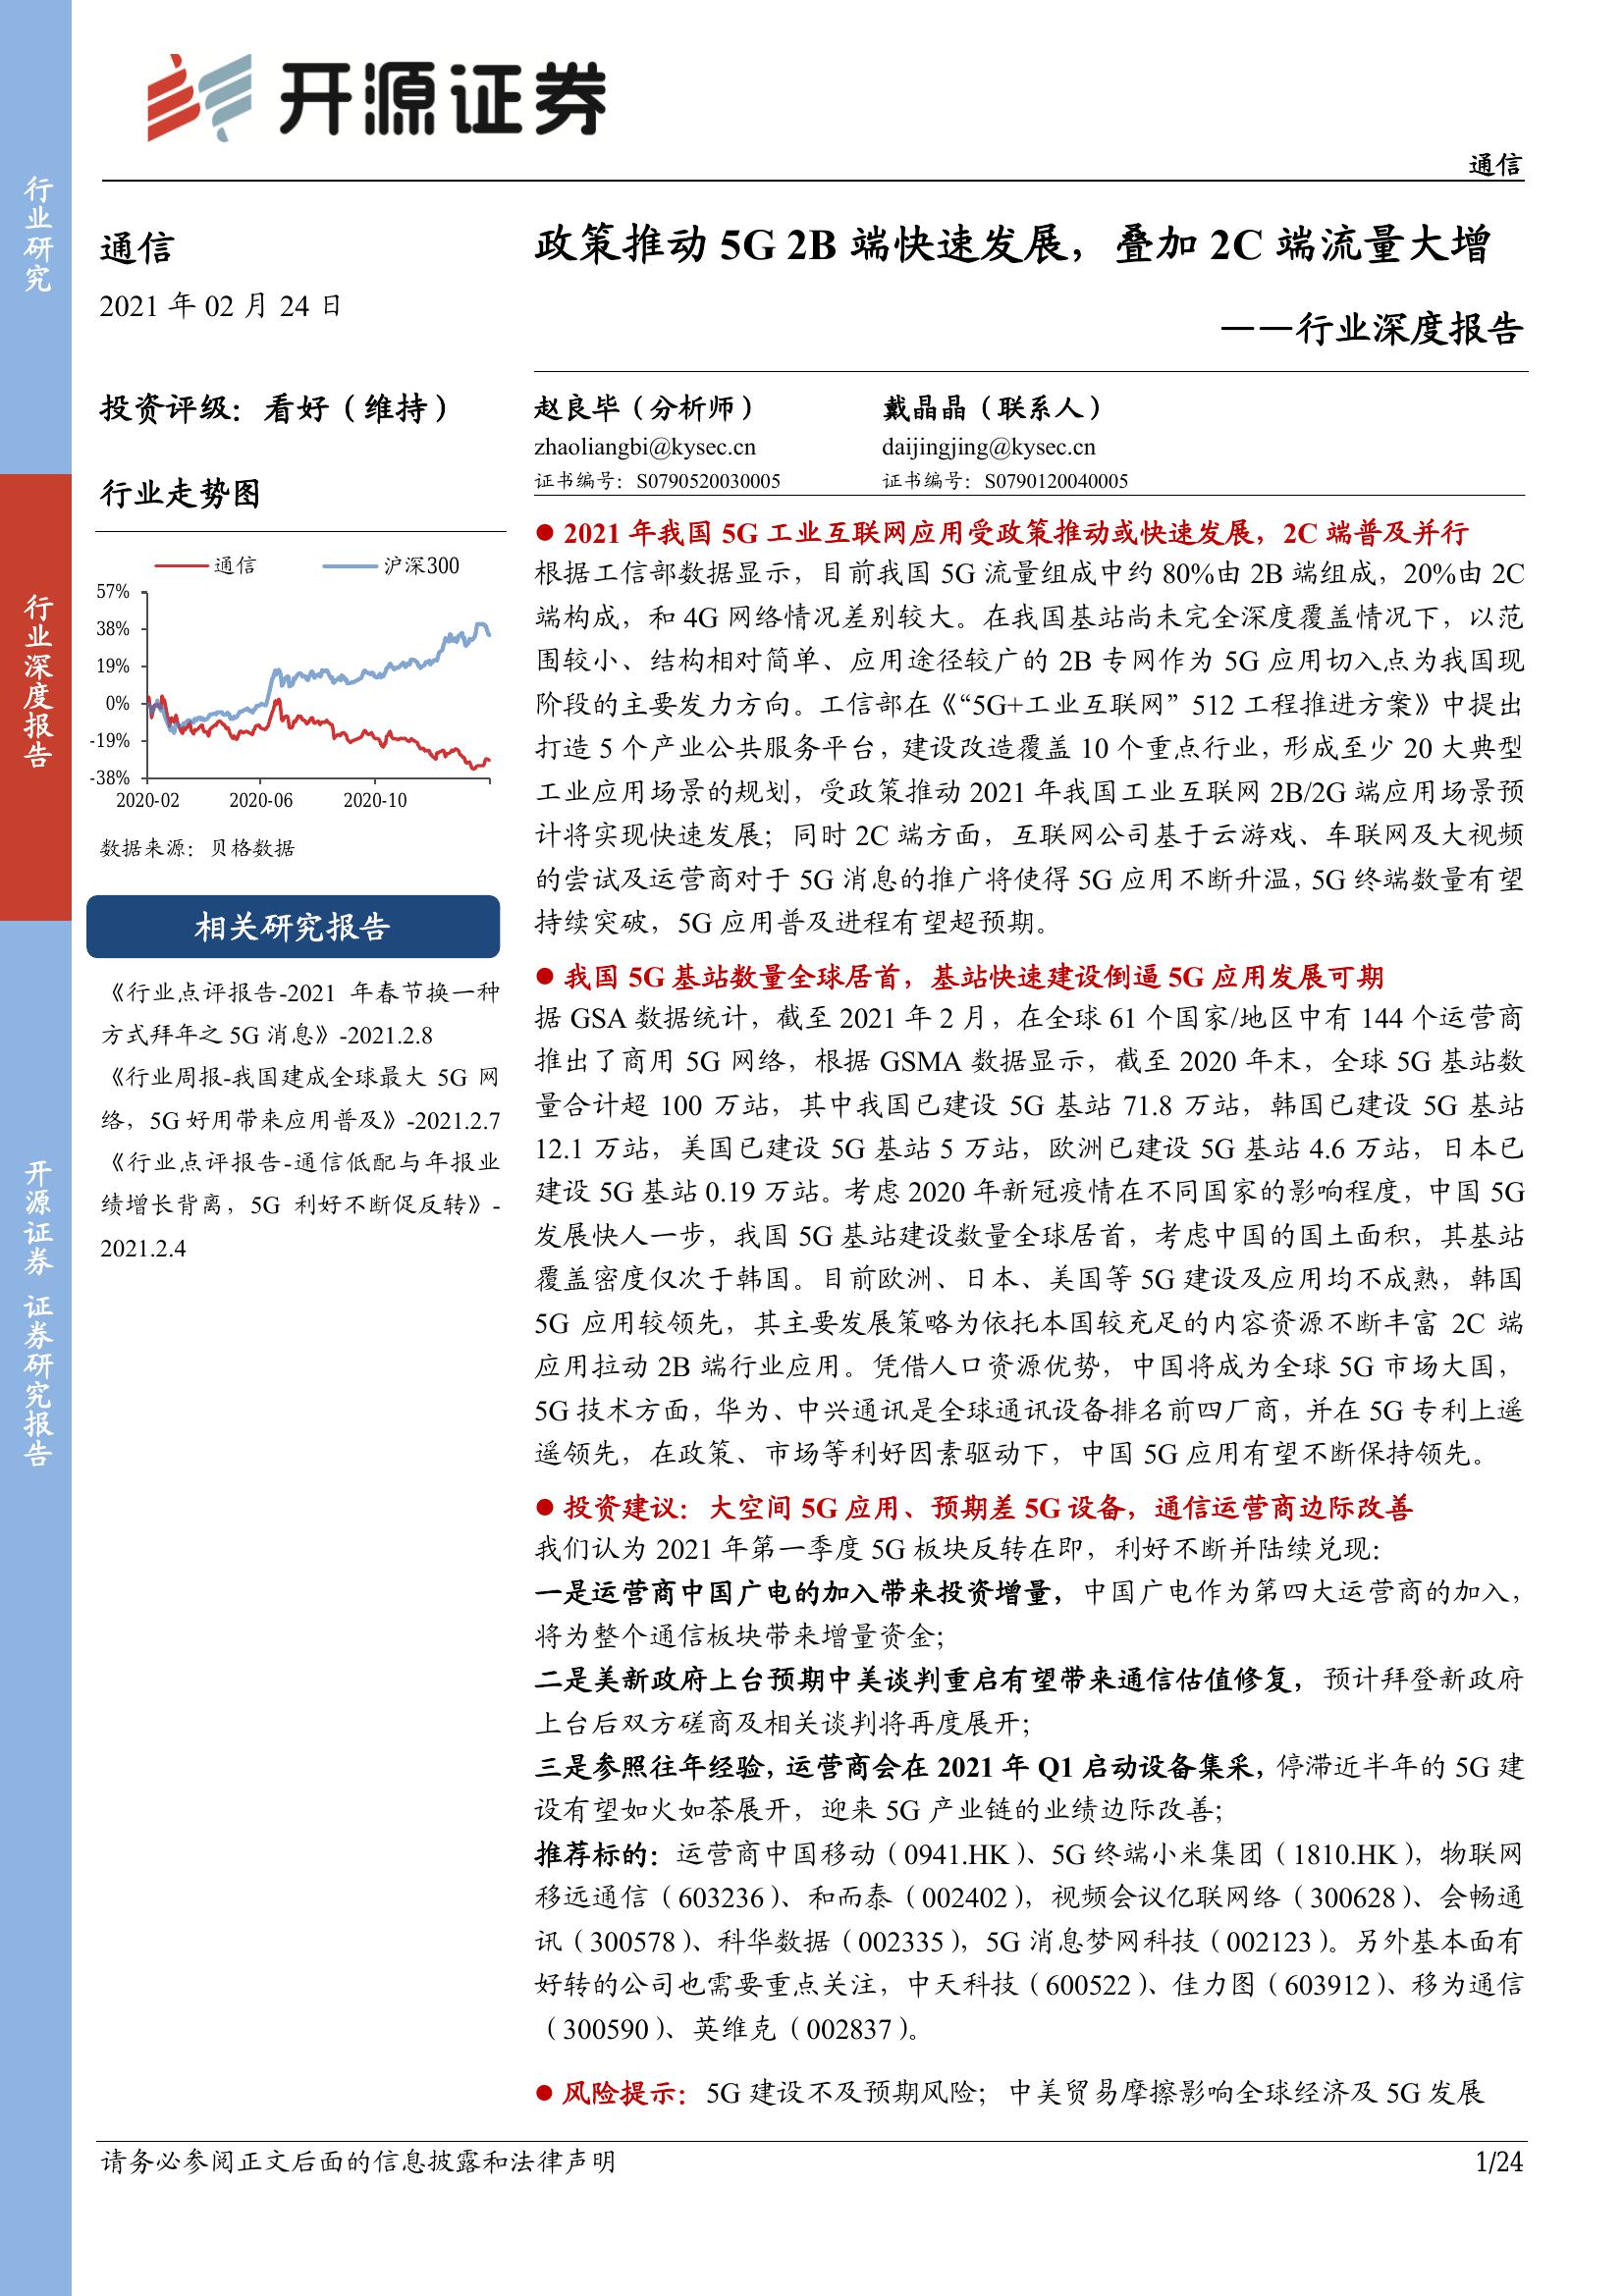 开源证券
通信
行业研究
行业深度报告
开源证券 证券研究报告
通信
2021 年 02 月 24 日
投资评级：看好（维持）
行业走势图
通信 沪深300
57%
38%
19%
0%
-19%
-38%
2020-02 2020-06 2020-10
数据来源：贝格数据
相关研究报告
《行业点评报告-2021 年春节换一种
方式拜年之 5G 消息》-2021.2.8
《行业周报-我国建成全球最大 5G 网
络，5G 好用带来应用普及》-2021.2.7
《行业点评报告-通信低配与年报业
绩增长背离，5G 利好不断促反转》-
2021.2.4
政策推动 5G 2B 端快速发展，叠加 2C 端流量大增
——行业深度报告
赵良毕（分析师） 戴晶晶（联系人）
zhaoliangbi@kysec.cn daijingjing@kysec.cn
证书编号：S0790520030005 证书编号：S0790120040005
● 2021 年我国 5G 工业互联网应用受政策推动或快速发展，2C 端普及并行
根据工信部数据显示，目前我国 5G 流量组成中约 80%由 2B 端组成，20%由 2C
端构成，和 4G 网络情况差别较大。在我国基站尚未完全深度覆盖情况下，以范
围较小、结构相对简单、应用途径较广的 2B 专网作为 5G 应用切入点为我国现
阶段的主要发力方向。工信部在《“5G+工业互联网”512 工程推进方案》中提出
打造 5 个产业公共服务平台，建设改造覆盖 10 个重点行业，形成至少 20 大典型
工业应用场景的规划，受政策推动 2021 年我国工业互联网 2B/2G 端应用场景预
计将实现快速发展；同时 2C 端方面，互联网公司基于云游戏、车联网及大视频
的尝试及运营商对于 5G 消息的推广将使得 5G 应用不断升温，5G 终端数量有望
持续突破，5G 应用普及进程有望超预期。
● 我国 5G 基站数量全球居首，基站快速建设倒逼 5G 应用发展可期
据 GSA 数据统计，截至 2021 年 2 月，在全球 61 个国家/地区中有 144 个运营商
推出了商用 5G 网络，根据 GSMA 数据显示，截至 2020 年末，全球 5G 基站数
量合计超 100 万站，其中我国已建设 5G 基站 71.8 万站，韩国已建设 5G 基站
12.1 万站，美国已建设 5G 基站 5 万站，欧洲已建设 5G 基站 4.6 万站，日本已
建设 5G 基站 0.19 万站。考虑 2020 年新冠疫情在不同国家的影响程度，中国 5G
发展快人一步，我国 5G 基站建设数量全球居首，考虑中国的国土面积，其基站
覆盖密度仅次于韩国。目前欧洲、日本、美国等 5G 建设及应用均不成熟，韩国
5G 应用较领先，其主要发展策略为依托本国较充足的内容资源不断丰富 2C 端
应用拉动 2B 端行业应用。凭借人口资源优势，中国将成为全球 5G 市场大国，
5G 技术方面，华为、中兴通讯是全球通讯设备排名前四厂商，并在 5G 专利上遥
遥领先，在政策、市场等利好因素驱动下，中国 5G 应用有望不断保持领先。
● 投资建议：大空间 5G 应用、预期差 5G 设备，通信运营商边际改善
我们认为 2021 年第一季度 5G 板块反转在即，利好不断并陆续兑现：
一是运营商中国广电的加入带来投资增量，中国广电作为第四大运营商的加入，
将为整个通信板块带来增量资金；
二是美新政府上台预期中美谈判重启有望带来通信估值修复，预计拜登新政府
上台后双方磋商及相关谈判将再度展开；
三是参照往年经验，运营商会在 2021 年 Q1 启动设备集采，停滞近半年的 5G 建
设有望如火如荼展开，迎来 5G 产业链的业绩边际改善；
推荐标的：运营商中国移动（0941.HK）、5G 终端小米集团（1810.HK），物联网
移远通信（603236）、和而泰（002402），视频会议亿联网络（300628）、会畅通
讯（300578）、科华数据（002335），5G 消息梦网科技（002123）。另外基本面有
好转的公司也需要重点关注，中天科技（600522）、佳力图（603912）、移为通信
（300590）、英维克（002837）。
● 风险提示：5G 建设不及预期风险；中美贸易摩擦影响全球经济及 5G 发展
请务必参阅正文后面的信息披露和法律声明 1/24